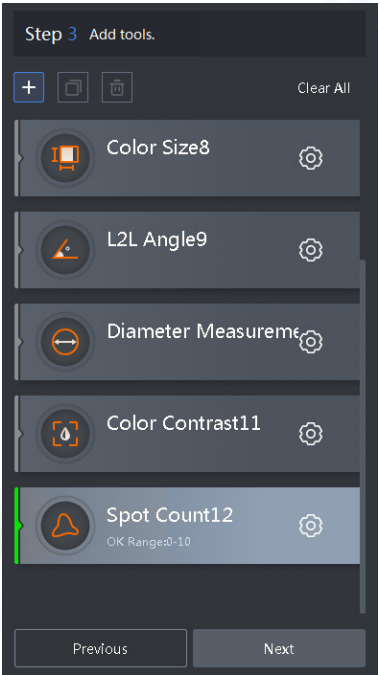 Step 3 Add tools.
Clear All
Color Size8
L2L Angle9
Diameter Measureme
Color Contrast11
Spot Count12
OK Range:0-10
Previous
Next